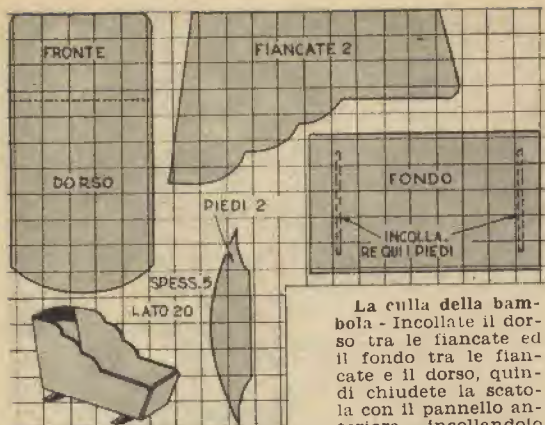 FRONTE
FIANCATE 2
DORSO
FONDO
PIEDI 2
INCOLLA.
RE QUI I PIEDI
SPESS. 5
LATO 20
La culla della bam-
bola - Incollate il dor-
so tra le fiancate ed
il fondo tra le fian-
cate e il dorso, quin-
di chiudete la scato-
la con il pannello an-
teriore, incollandolo